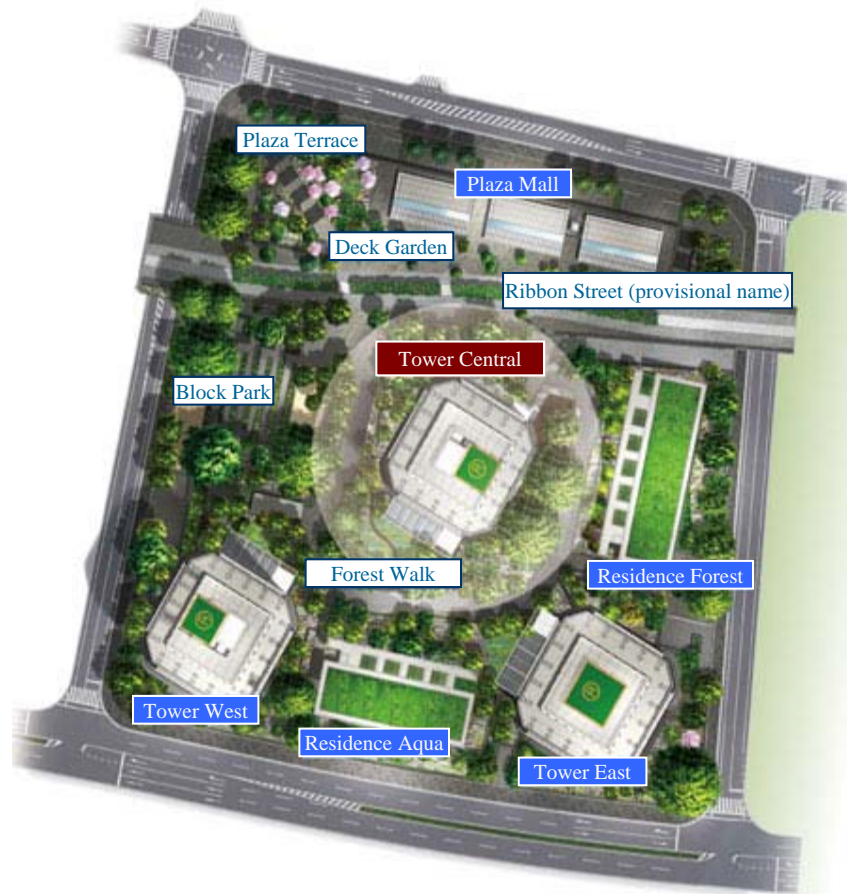 Plaza Terrace
Plaza Mall
Deck Garden
Ribbon Street (provisional name)
Tower Central
Block Park
Forest Walk
Residence Forest
Tower West
Residence Aqua
Tower East